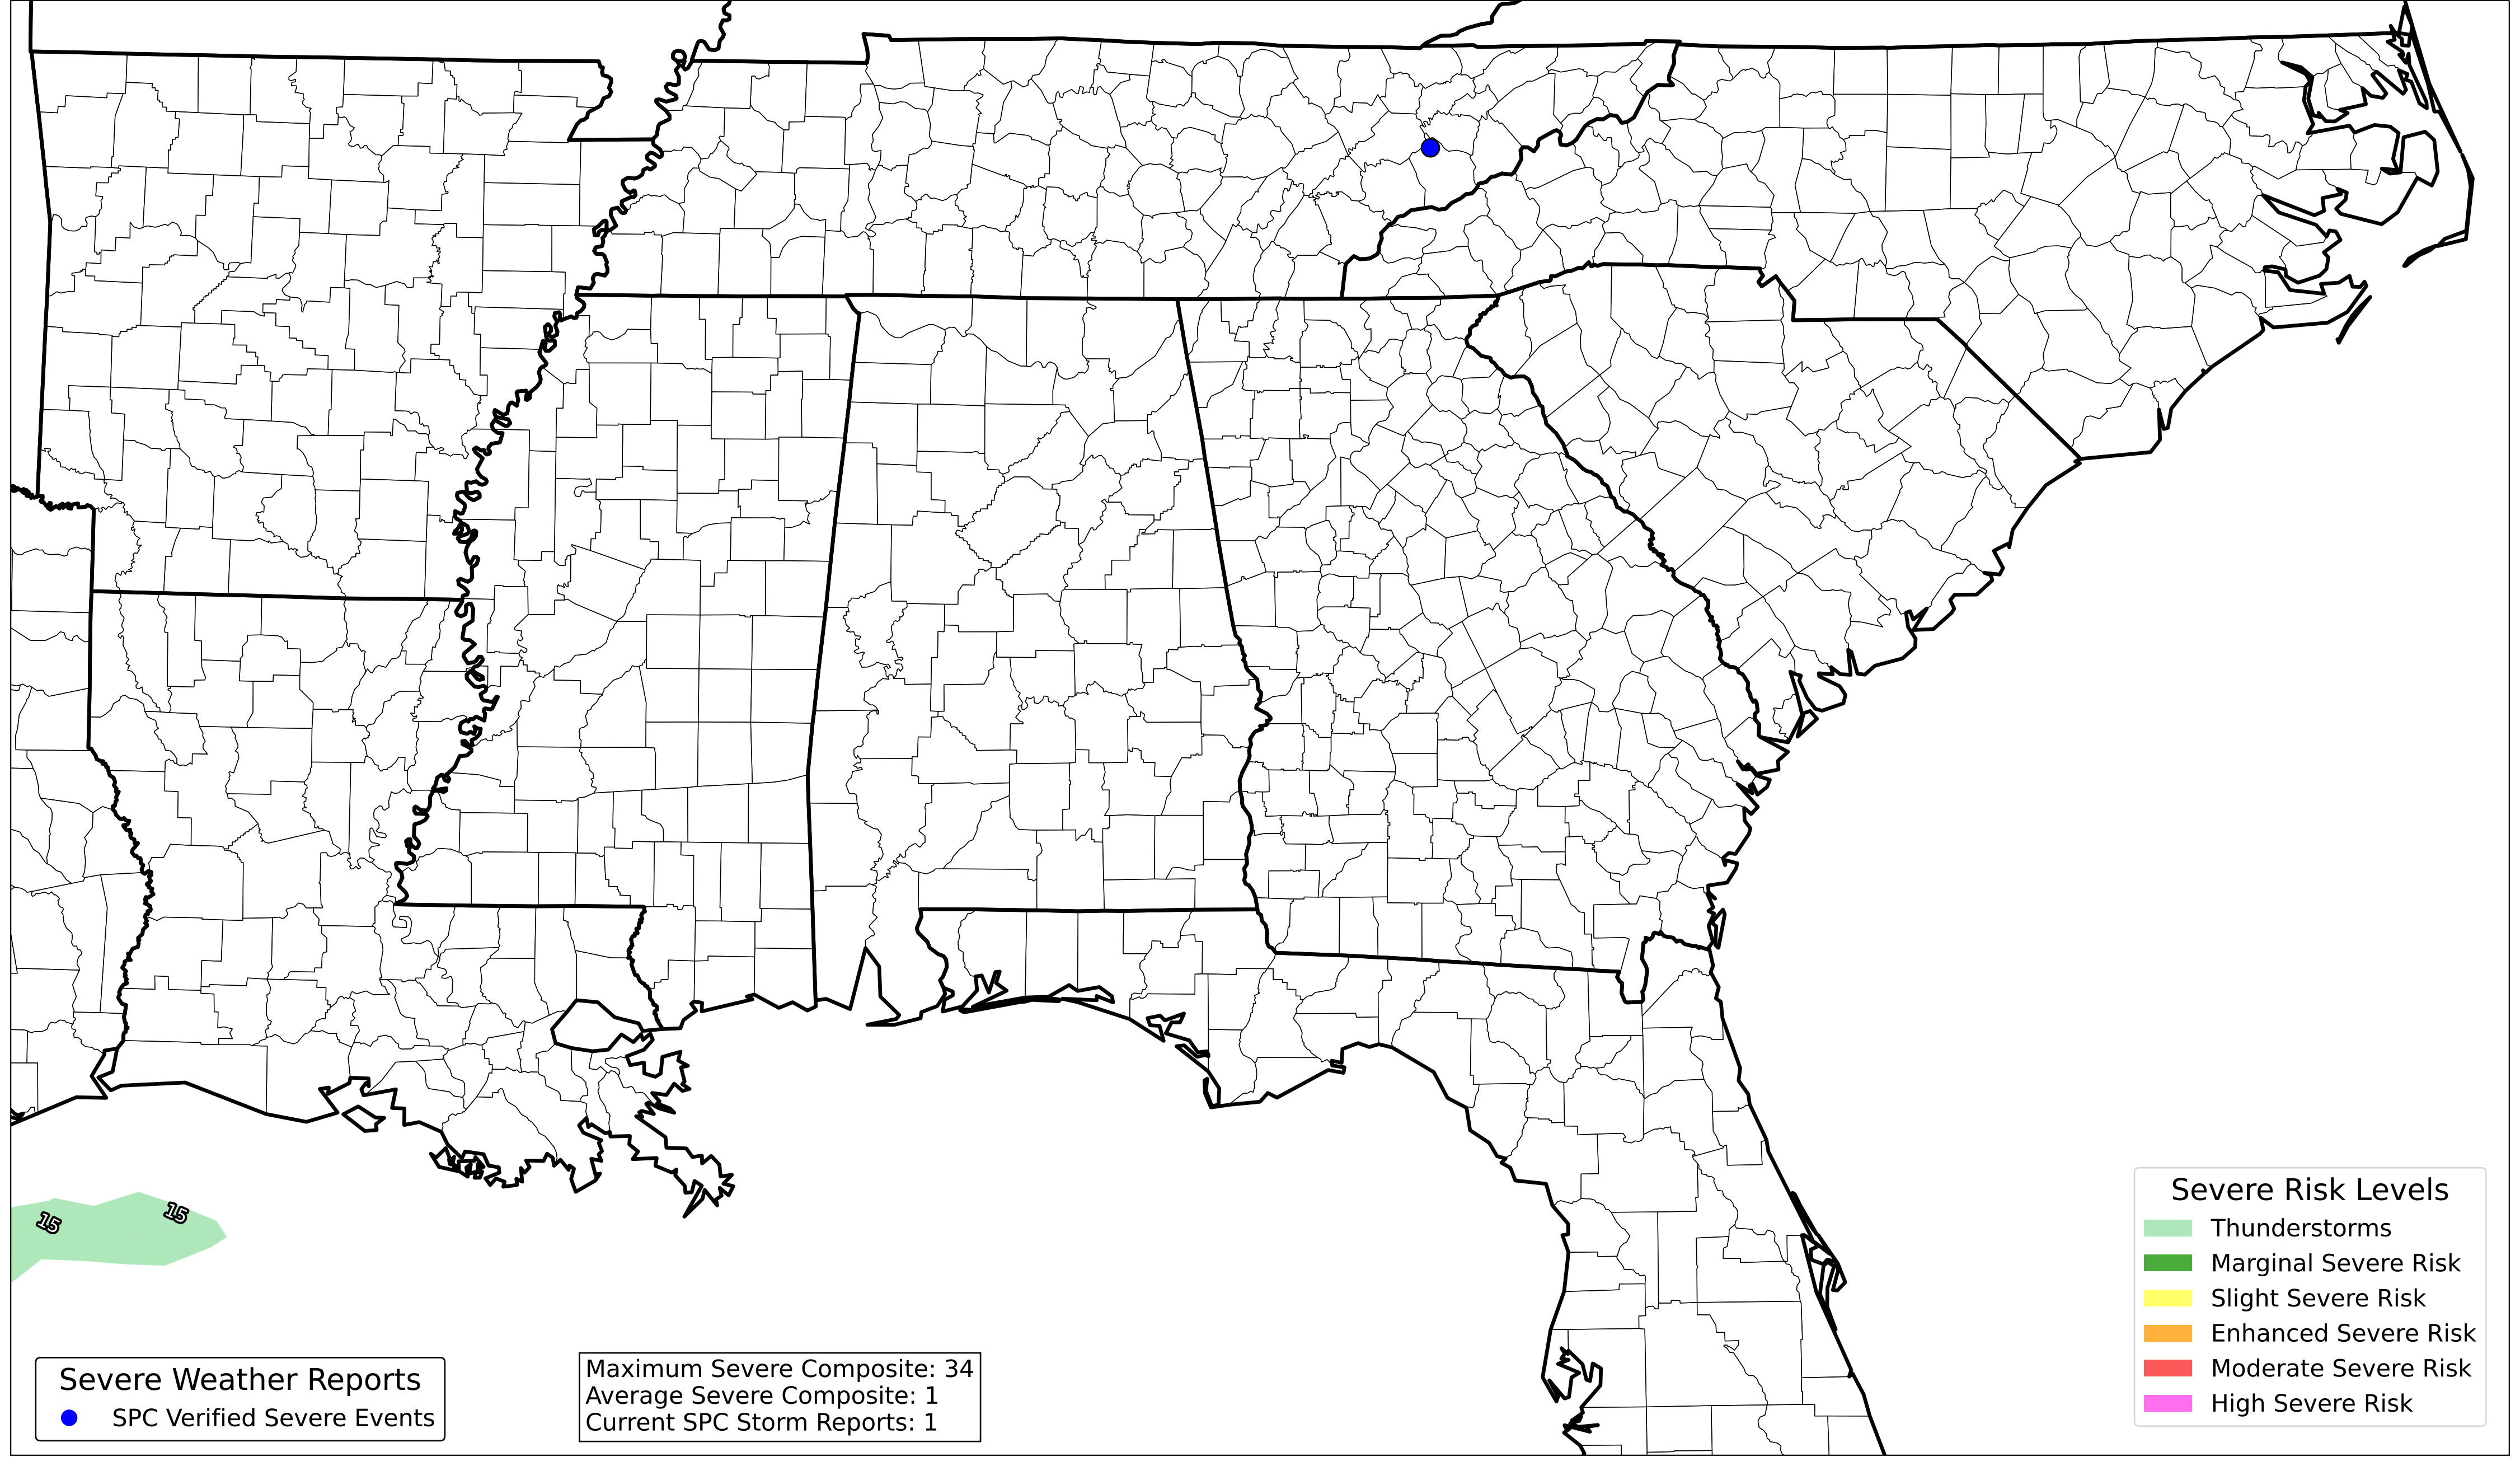 15
15
Severe Weather Reports
SPC Verified Severe Events
Maximum Severe Composite: 34
Average Severe Composite: 1
Current SPC Storm Reports: 1
Severe Risk Levels
Thunderstorms
Marginal Severe Risk
Slight Severe Risk
Enhanced Severe Risk
Moderate Severe Risk
High Severe Risk